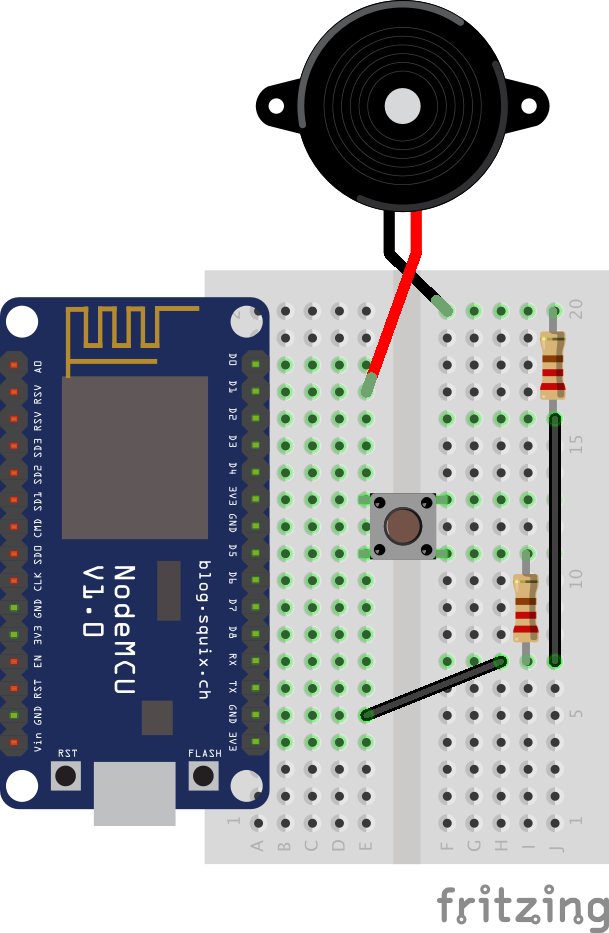 20
15
10
5
1
1
A B C D E
F G H I J
A0
RSV
RSV
SD3
SD2
SD1
CMD
SD0
CLK
GND
3V3
EN
RST
GND
Vin
D0
D1
D2
D3
D4
3V3
GND
D5
D6
D7
D8
RX
TX
GND
3V3
blog.squix.ch
NodeMCU
V1.0
RST
FLASH
fritzing